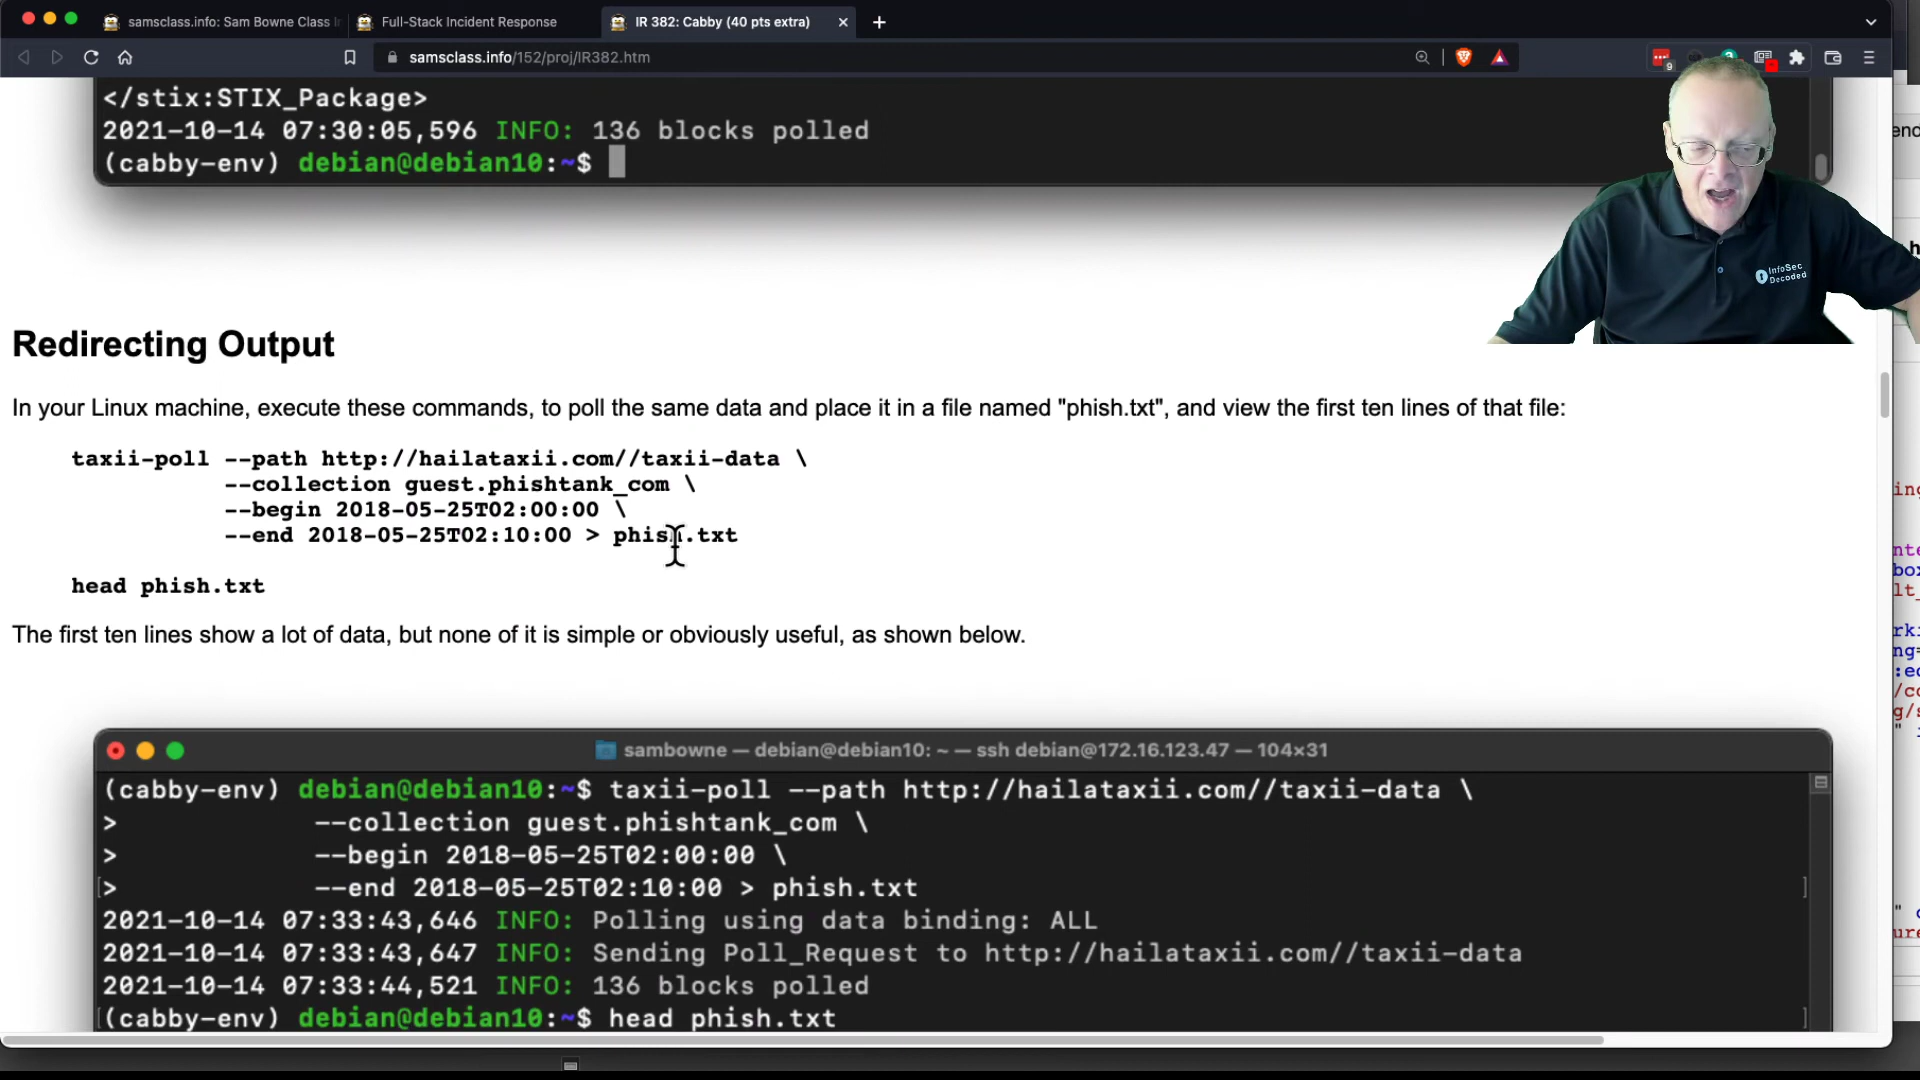 samsclass.info: Sam Bowne Class In
Full-Stack Incident Response
IR 382: Cabby (40 pts extra)
samsclass.info/152/proj/IR382.htm
9
</stix:STIX_Package>
2021-10-14 07:30:05,596 INFO: 136 blocks polled
(cabby-env) debian@debian10:~$
InfoSec
Decoded
Redirecting Output
In your Linux machine, execute these commands, to poll the same data and place it in a file named "phish.txt", and view the first ten lines of that file:
taxii-poll --path http://hailataxii.com//taxii-data \
--collection guest.phishtank_com \
--begin 2018-05-25T02:00:00 \
--end 2018-05-25T02:10:00 > phish.txt
head phish.txt
The first ten lines show a lot of data, but none of it is simple or obviously useful, as shown below.
sambowne — debian@debian10: ~ — ssh debian@172.16.123.47 — 104×31
(cabby-env) debian@debian10:~$ taxii-poll --path http://hailataxii.com//taxii-data \
> --collection guest.phishtank_com \
> --begin 2018-05-25T02:00:00 \
[> --end 2018-05-25T02:10:00 > phish.txt ]
2021-10-14 07:33:43,646 INFO: Polling using data binding: ALL
2021-10-14 07:33:43,647 INFO: Sending Poll_Request to http://hailataxii.com//taxii-data
2021-10-14 07:33:44,521 INFO: 136 blocks polled
[(cabby-env) debian@debian10:~$ head phish.txt ]